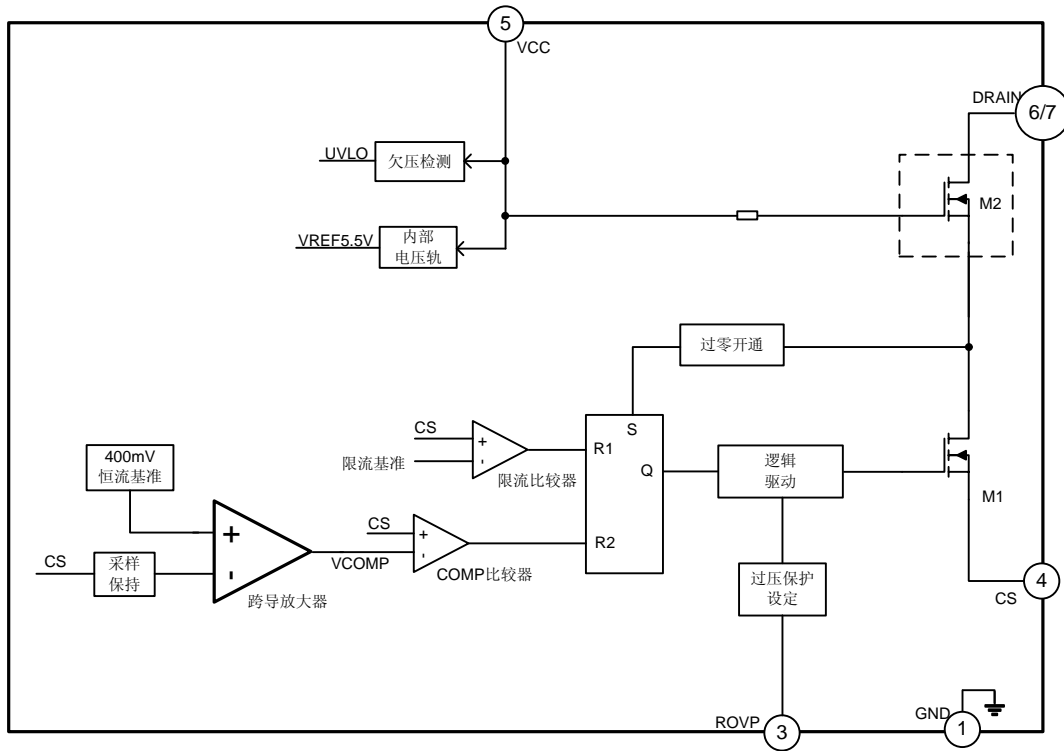 5
VCC
DRAIN
6/7
UVLO
欠压检测
M2
VREF5.5V
内部
电压轨
过零开通
S
CS
+
-
限流基准
限流比较器
R1
Q
逻辑
驱动
M1
400mV
恒流基准
+
-
CS
采样
保持
跨导放大器
VCOMP
CS
+
-
COMP比较器
R2
过压保护
设定
4
CS
ROVP
3
GND
1